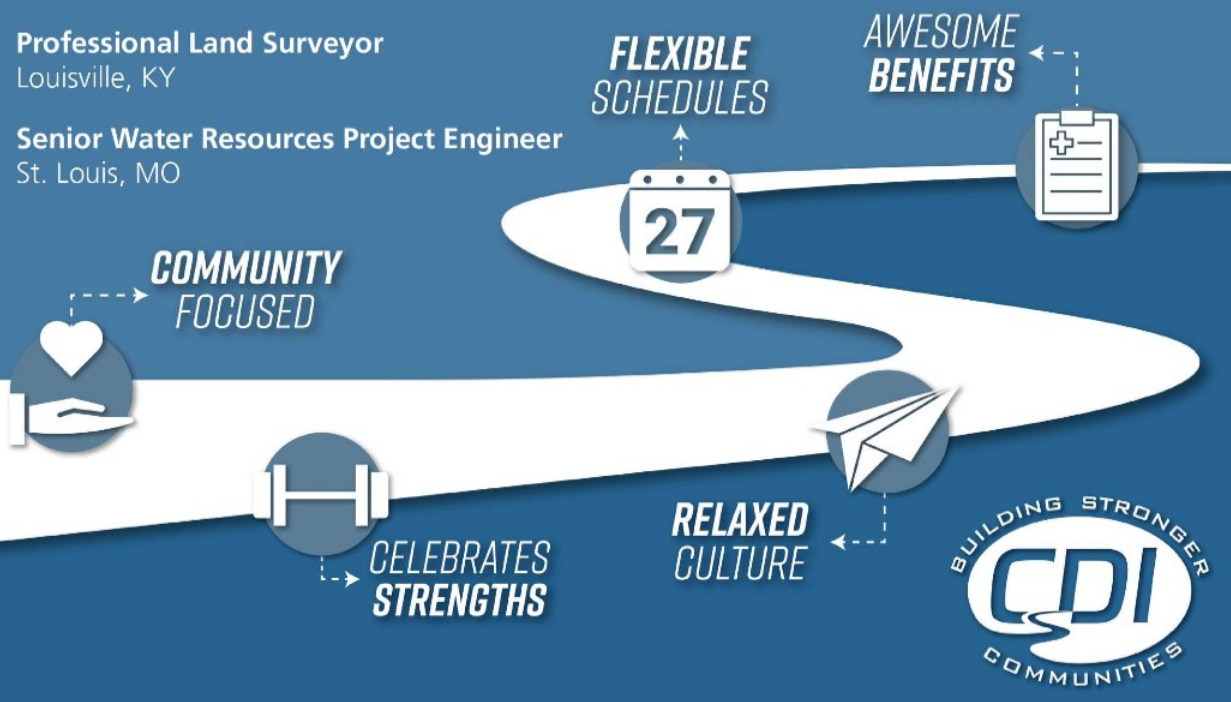 Professional Land Surveyor
Louisville, KY
Senior Water Resources Project Engineer
St. Louis, MO
FLEXIBLE
SCHEDULES
AWESOME
BENEFITS
27
COMMUNITY
FOCUSED
CELEBRATES
STRENGTHS
RELAXED
CULTURE
BUILDING STRONGER
CDI
COMMUNITIES